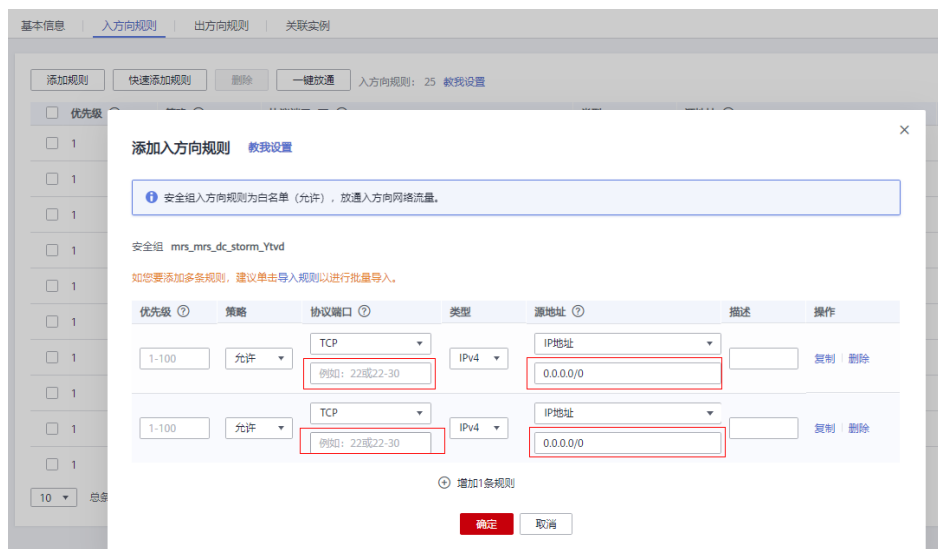 基本信息 入方向规则 出方向规则 关联实例
添加规则 快速添加规则 删除 一键放通 入方向规则: 25 教我设置
优先级
1
1
1
1
1
1
1
1
1
1
10
添加入方向规则 教我设置
安全组入方向规则为白名单（允许），放通入方向网络流量。
安全组 mrs_mrs_dc_storm_Ytvd
如您要添加多条规则，建议单击导入规则以进行批量导入。
优先级 策略 协议端口 类型 源地址 描述 操作
TCP IP地址
1-100 允许 IPv4 复制 删除
例如：22或22-30 0.0.0.0/0
TCP IP地址
1-100 允许 IPv4 复制 删除
例如：22或22-30 0.0.0.0/0
增加1条规则
确定 取消